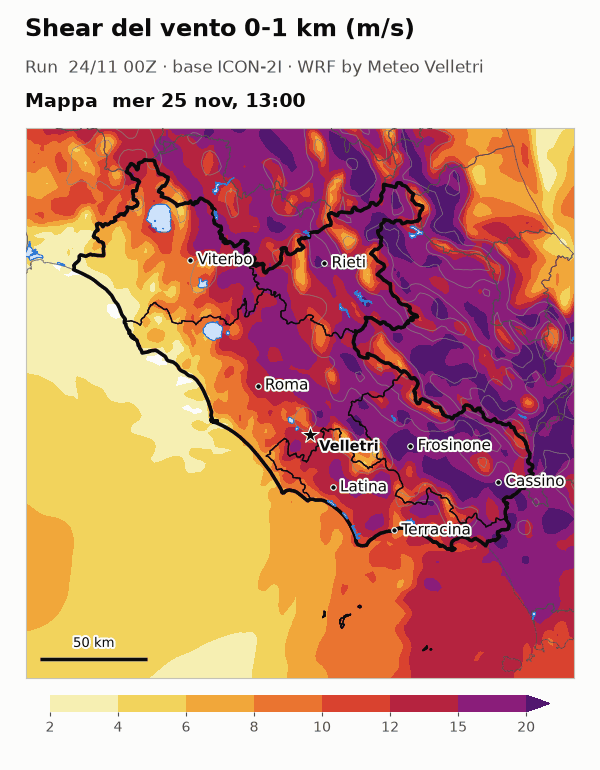 Shear del vento 0-1 km (m/s)
Run  24/11 00Z · base ICON-2I · WRF by Meteo Velletri
Mappa  mer 25 nov, 13:00
Viterbo
Rieti
Roma
Velletri
Frosinone
Cassino
Latina
Terracina
50 km
2 4 6 8 10 12 15 20